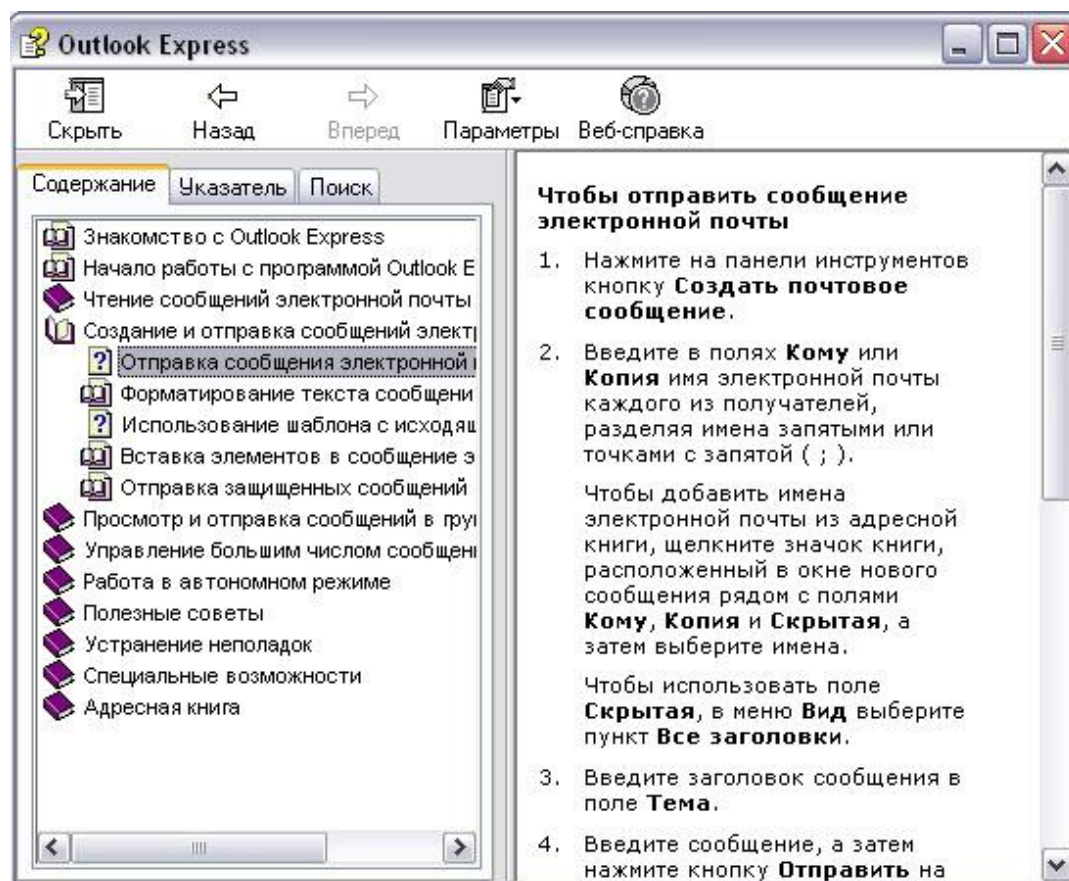 Outlook Express
Скрыть Назад Вперед Параметры Веб-справка
Содержание Указатель Поиск
Знакомство с Outlook Express
Начало работы с программой Outlook E
Чтение сообщений электронной почты
Создание и отправка сообщений элект
Отправка сообщения электронной
Форматирование текста сообщени
Использование шаблона с исходящ
Вставка элементов в сообщение э
Отправка защищенных сообщений
Просмотр и отправка сообщений в гру
Управление большим числом сообщен
Работа в автономном режиме
Полезные советы
Устранение неполадок
Специальные возможности
Адресная книга
Чтобы отправить сообщение
электронной почты
1. Нажмите на панели инструментов
кнопку Создать почтовое
сообщение.
2. Введите в полях Кому или
Копия имя электронной почты
каждого из получателей,
разделяя имена запятыми или
точками с запятой ( ; ).
Чтобы добавить имена
электронной почты из адресной
книги, щелкните значок книги,
расположенный в окне нового
сообщения рядом с полями
Кому, Копия и Скрытая, а
затем выберите имена.
Чтобы использовать поле
Скрытая, в меню Вид выберите
пункт Все заголовки.
3. Введите заголовок сообщения в
поле Тема.
4. Введите сообщение, а затем
нажмите кнопку Отправить на